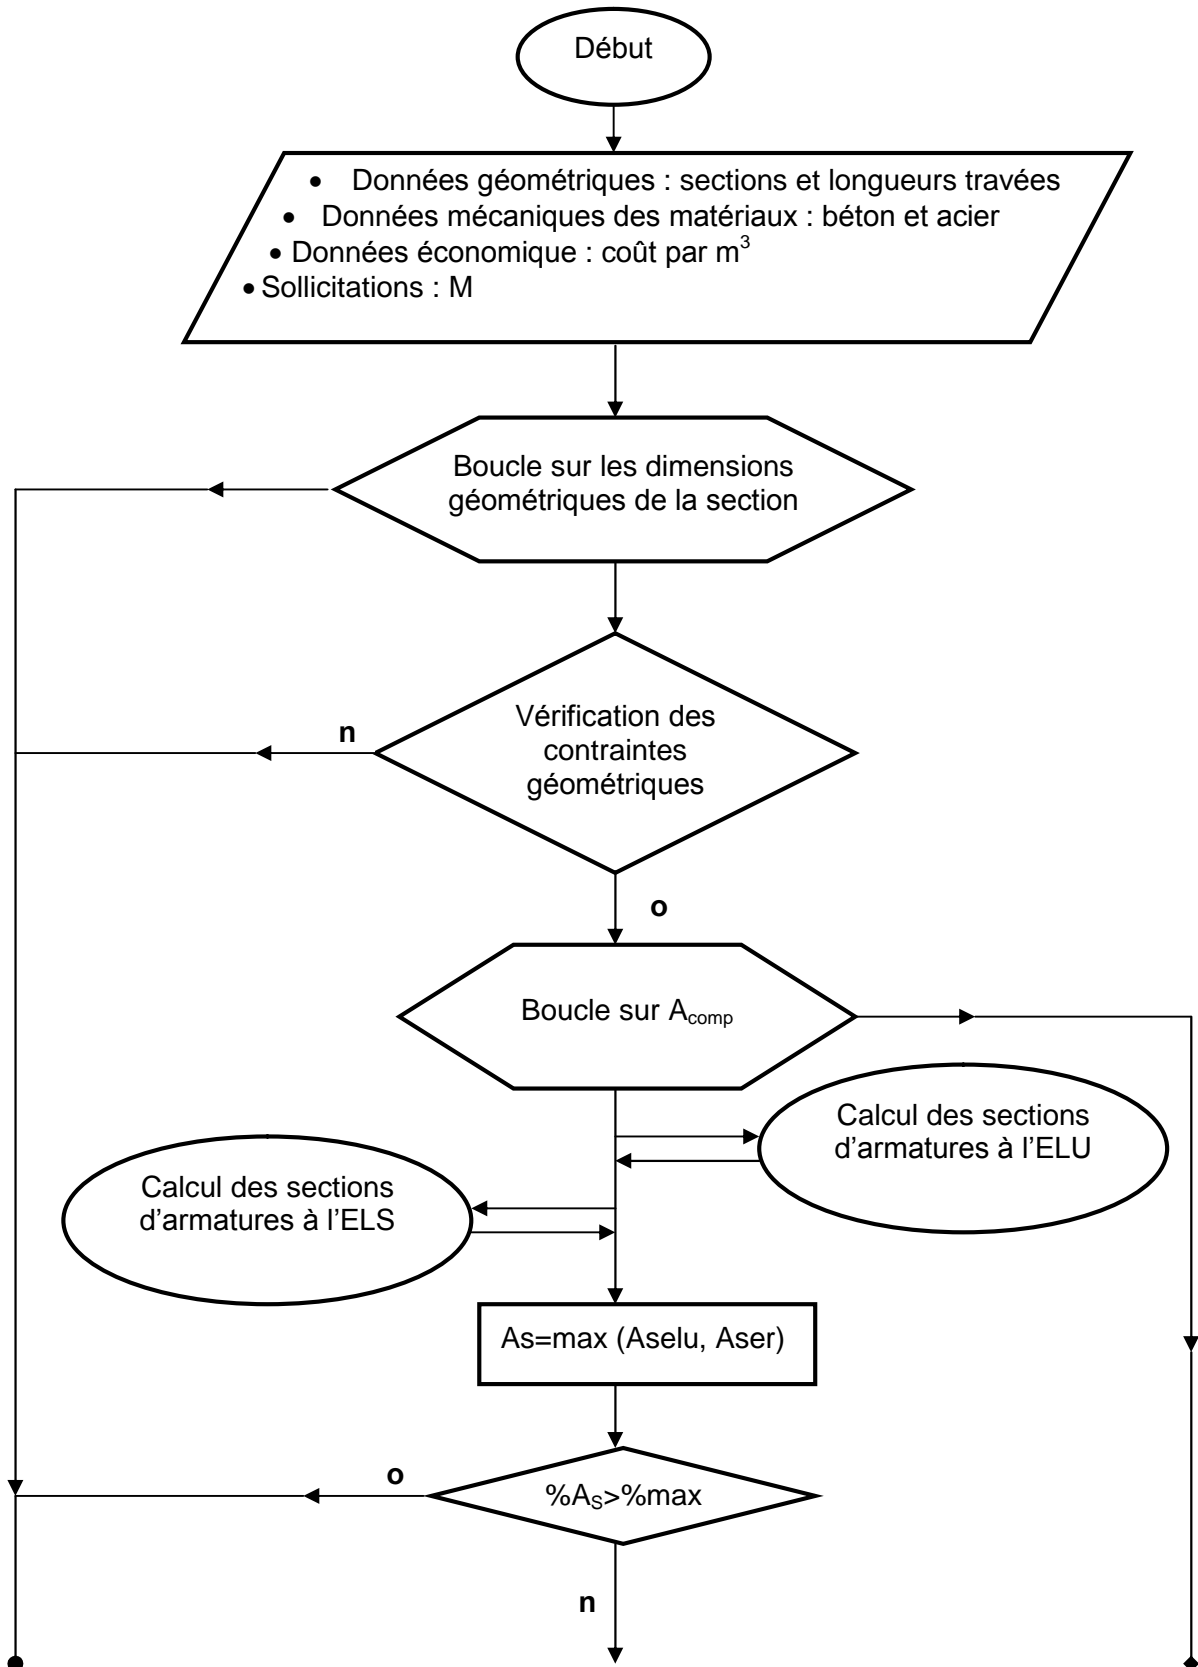 Début
• Données géométriques : sections et longueurs travées
• Données mécaniques des matériaux : béton et acier
• Données économique : coût par m³
• Sollicitations : M
Boucle sur les dimensions
géométriques de la section
Vérification des
contraintes
géométriques
n
o
Boucle sur A_comp
Calcul des sections
d’armatures à l’ELU
Calcul des sections
d’armatures à l’ELS
As=max (Aselu, Aser)
o
%A_S>%max
n